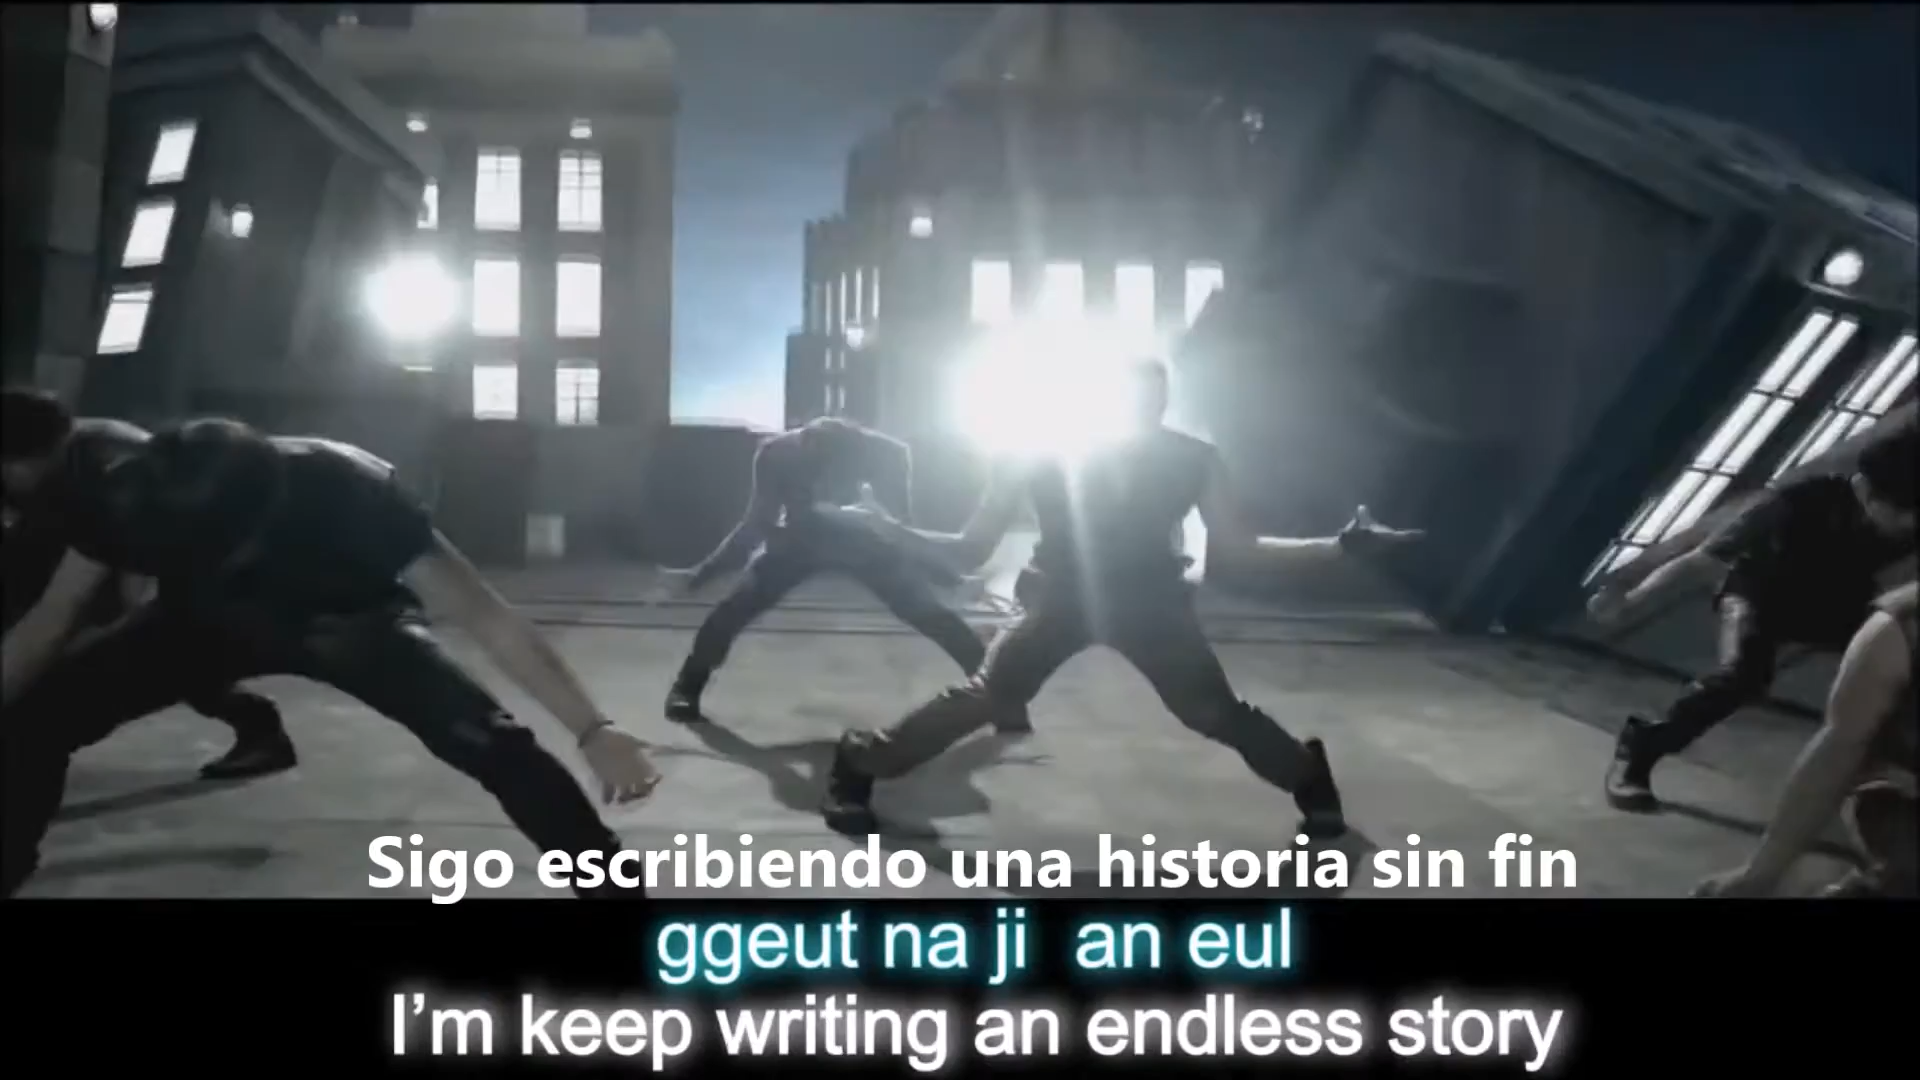 Sigo escribiendo una historia sin fin
ggeut na ji  an eul
I’m keep writing an endless story